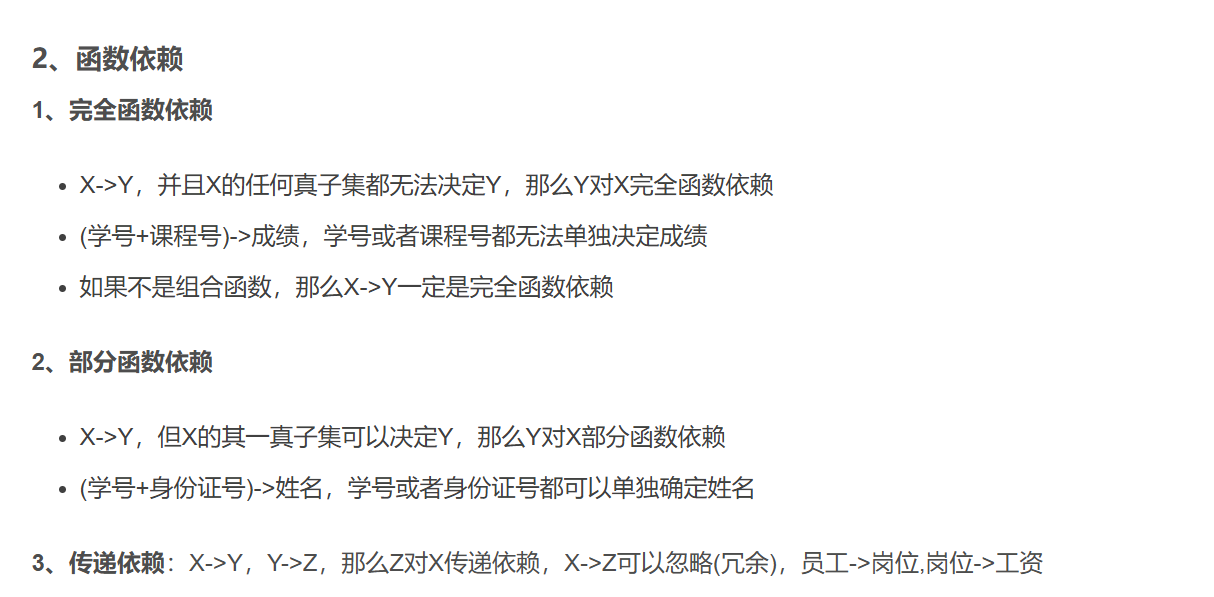 2、函数依赖
1、完全函数依赖
X->Y，并且X的任何真子集都无法决定Y，那么Y对X完全函数依赖
(学号+课程号)->成绩，学号或者课程号都无法单独决定成绩
如果不是组合函数，那么X->Y一定是完全函数依赖
2、部分函数依赖
X->Y，但X的其一真子集可以决定Y，那么Y对X部分函数依赖
(学号+身份证号)->姓名，学号或者身份证号都可以单独确定姓名
3、传递依赖：X->Y，Y->Z，那么Z对X传递依赖，X->Z可以忽略(冗余)，员工->岗位,岗位->工资